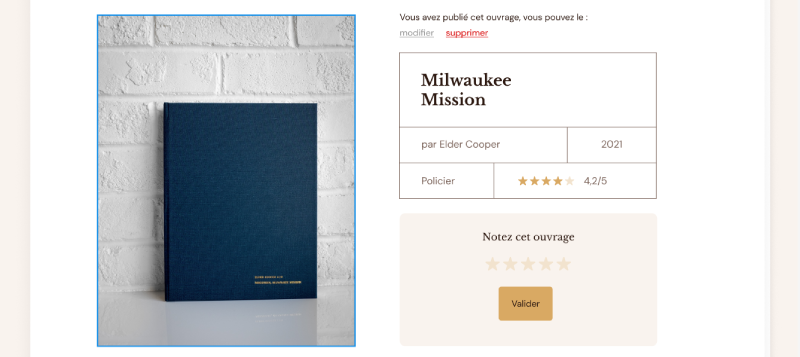 Vous avez publié cet ouvrage, vous pouvez le :
modifier supprimer
Milwaukee
Mission
par Elder Cooper 2021
Policier 4,2/5
Notez cet ouvrage
Valider